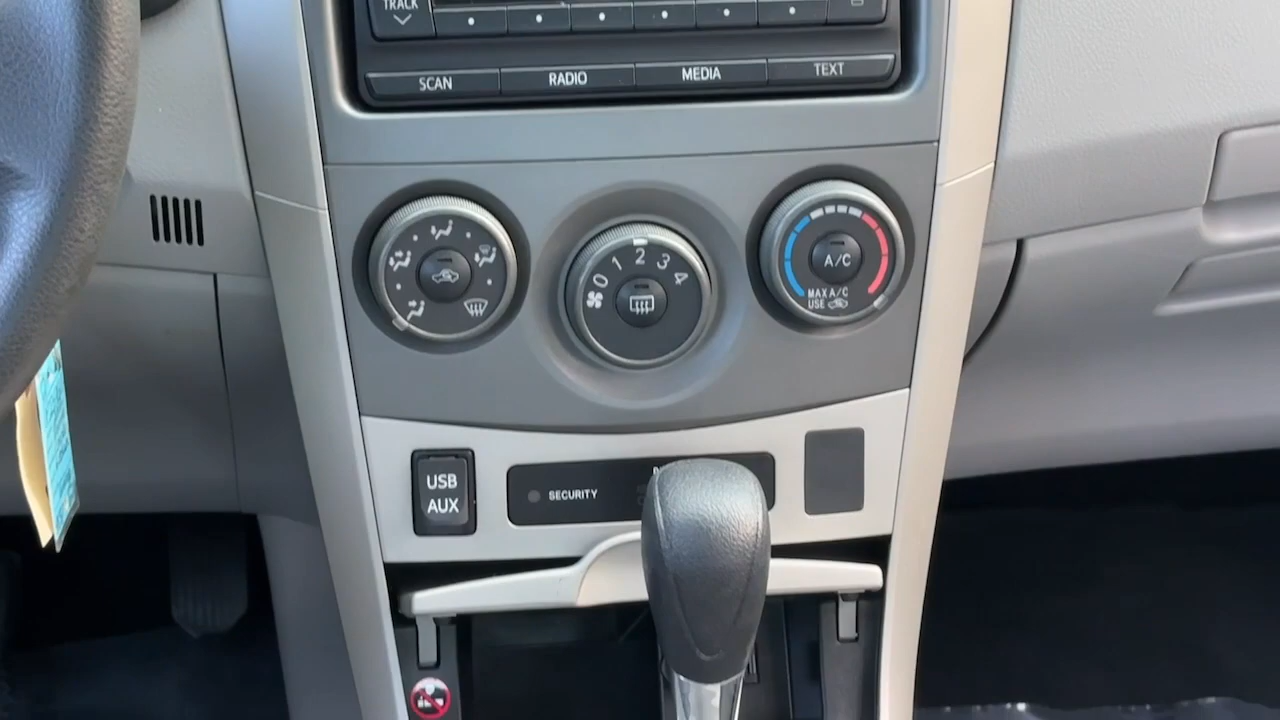 TRACK
SCAN RADIO MEDIA TEXT
0 1 2 3 4
A/C
MAX A/C
USE
USB
AUX
SECURITY